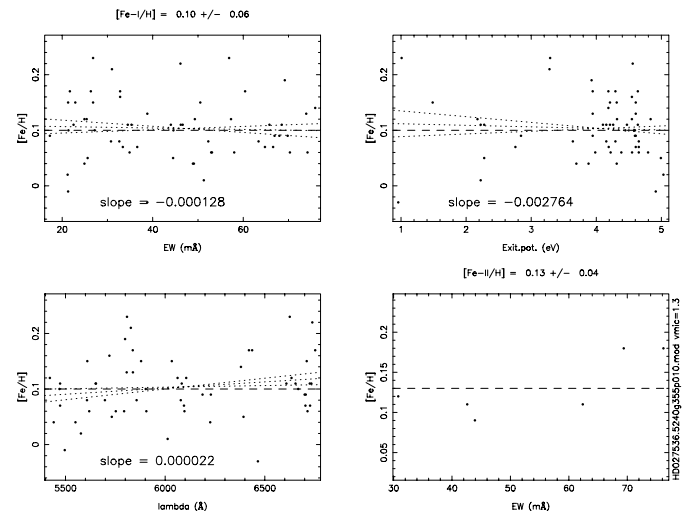 [Fe-I/H] = 0.10 +/- 0.06
[Fe/H]
0.2
0.1
0
slope = -0.000128
20 40 60
EW (mÅ)
[Fe/H]
0.2
0.1
0
slope = -0.002764
1 2 3 4 5
Exit.pot. (eV)
[Fe/H]
0.2
0.1
0
slope = 0.000022
5500 6000 6500
lambda (Å)
[Fe-II/H] = 0.13 +/- 0.04
[Fe/H]
0.2
0.15
0.1
0.05
30 40 50 60 70
EW (mÅ)
HD027536.5240g355p010.mod vmic=1.3